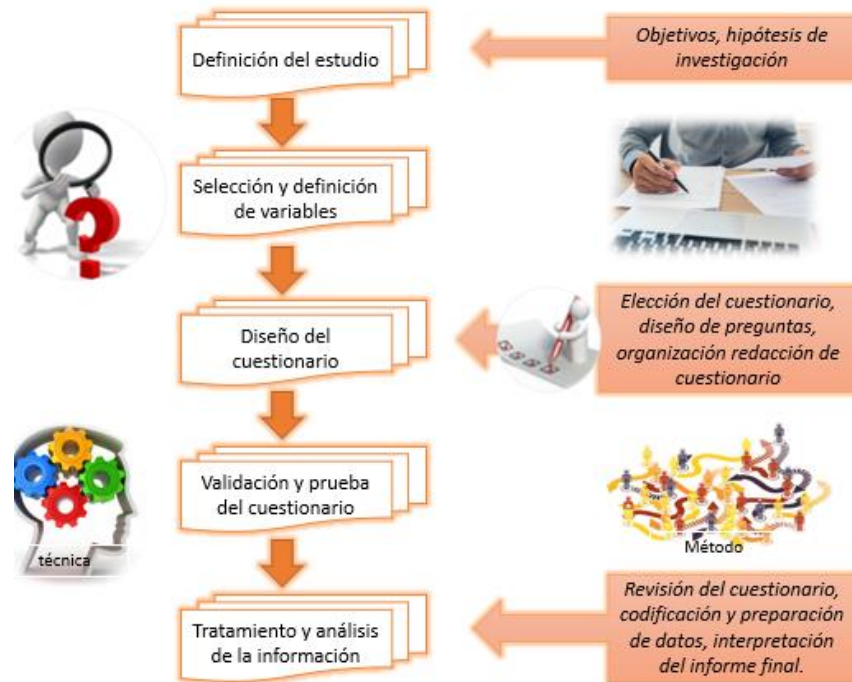 Definición del estudio
Objetivos, hipótesis de
investigación
Selección y definición
de variables
Diseño del
cuestionario
Elección del cuestionario,
diseño de preguntas,
organización redacción de
cuestionario
Validación y prueba
del cuestionario
técnica
Método
Tratamiento y análisis
de la información
Revisión del cuestionario,
codificación y preparación
de datos, interpretación
del informe final.